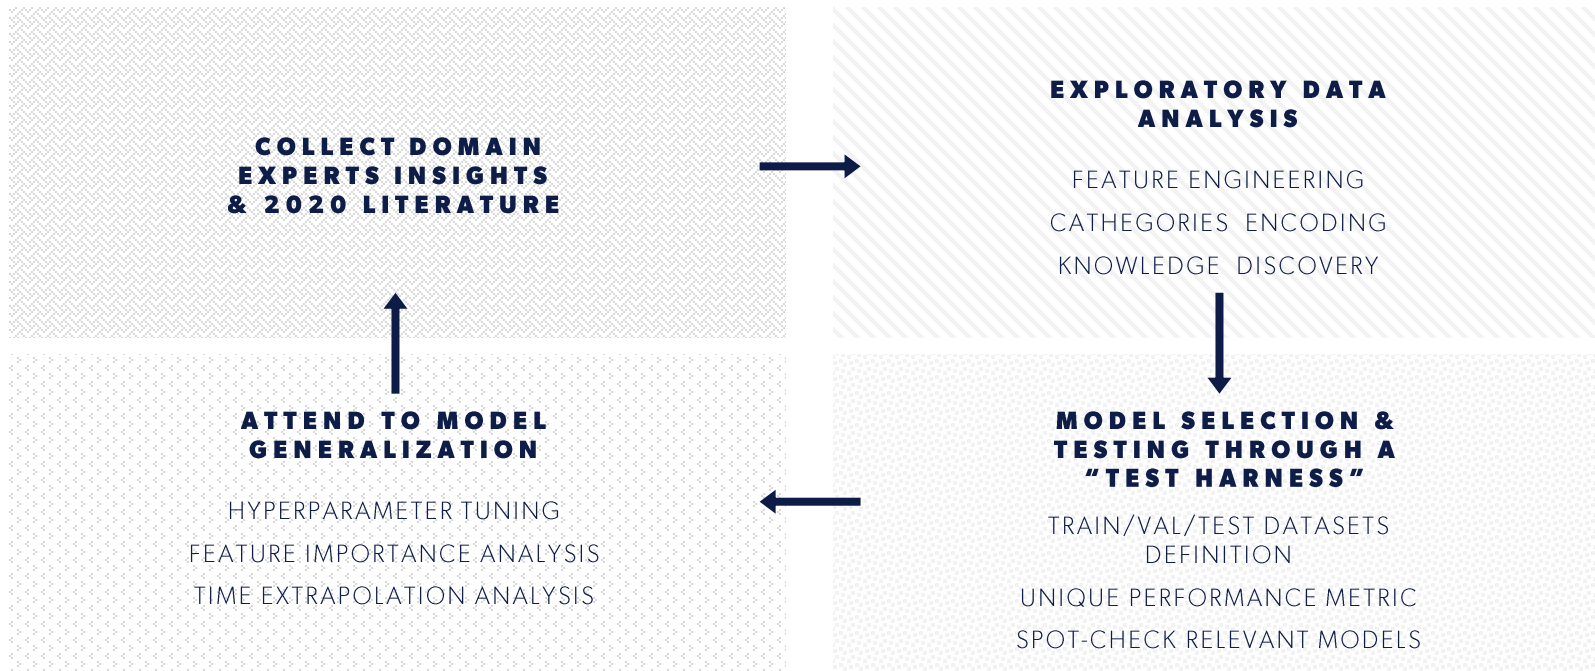 COLLECT DOMAIN
EXPERTS INSIGHTS
& 2020 LITERATURE
EXPLORATORY DATA
ANALYSIS
FEATURE ENGINEERING
CATHEGORIES ENCODING
KNOWLEDGE DISCOVERY
ATTEND TO MODEL
GENERALIZATION
HYPERPARAMETER TUNING
FEATURE IMPORTANCE ANALYSIS
TIME EXTRAPOLATION ANALYSIS
MODEL SELECTION &
TESTING THROUGH A
“TEST HARNESS”
TRAIN/VAL/TEST DATASETS
DEFINITION
UNIQUE PERFORMANCE METRIC
SPOT-CHECK RELEVANT MODELS